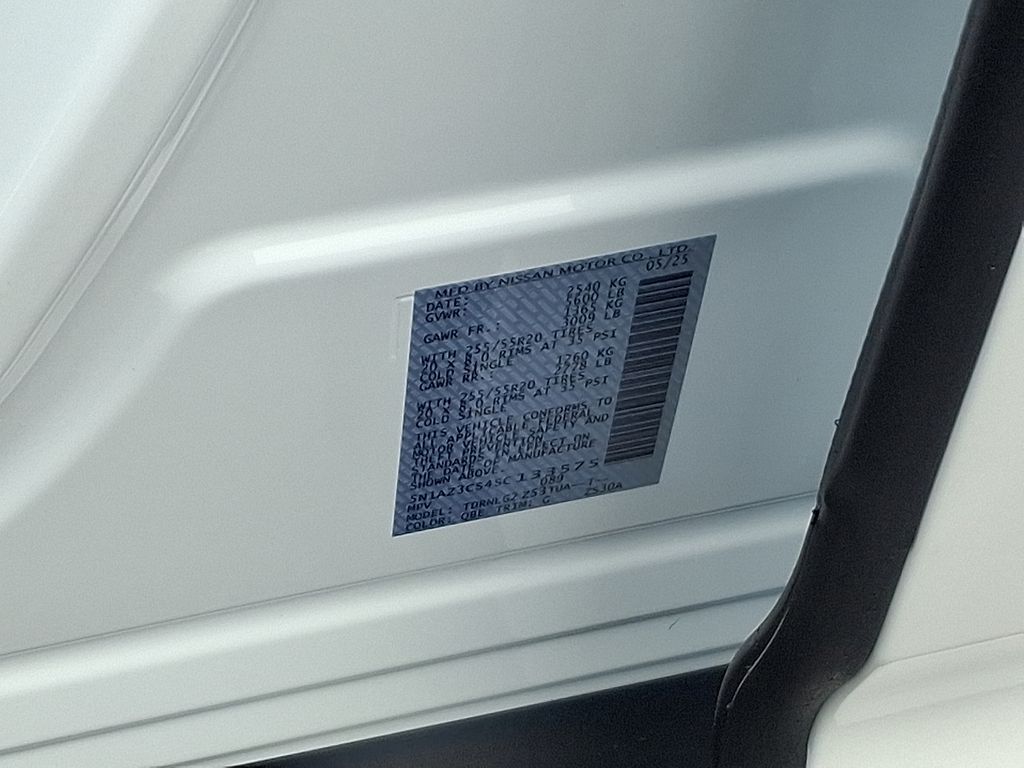 MFD BY NISSAN MOTOR CO., LTD.
DATE: 05/25
GVWR: 2540 KG
5600 LB
GAWR FR.: 1365 KG
3009 LB
WITH 255/55R20 TIRES
20 X 8.0 RIMS AT 35 PSI
COLD SINGLE
GAWR RR.: 1260 KG
2778 LB
WITH 255/55R20 TIRES
20 X 8.0 RIMS AT 35 PSI
COLD SINGLE
THIS VEHICLE CONFORMS TO
ALL APPLICABLE FEDERAL
MOTOR VEHICLE SAFETY AND
THEFT PREVENTION
STANDARDS IN EFFECT ON
THE DATE OF MANUFACTURE
SHOWN ABOVE.
5N1AZ3CS4SC133575
MPV 089
MODEL: TDRNLG2 Z53TUA--T-
COLOR: QBE TRIM: G Z530A